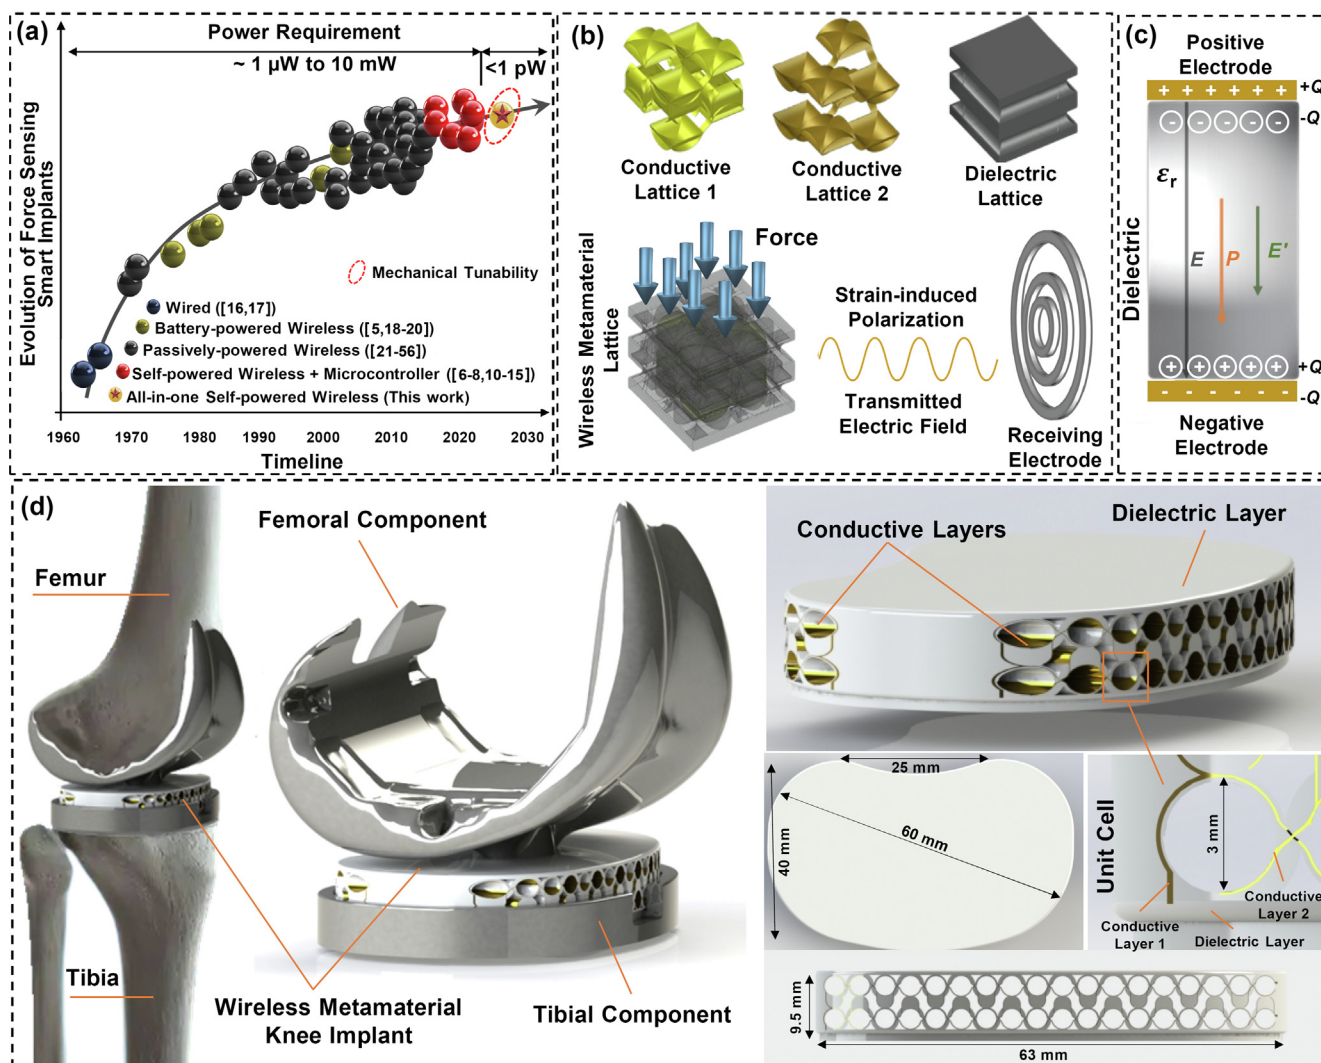 (a)
Power Requirement
~ 1 µW to 10 mW
<1 pW
Evolution of Force Sensing
Smart Implants
Mechanical Tunability
Wired ([16,17])
Battery-powered Wireless ([5,18-20])
Passively-powered Wireless ([21-56])
Self-powered Wireless + Microcontroller ([6-8,10-15])
All-in-one Self-powered Wireless (This work)
1960 1970 1980 1990 2000 2010 2020 2030
Timeline
(b)
Conductive
Lattice 1
Conductive
Lattice 2
Dielectric
Lattice
Wireless Metamaterial
Lattice
Force
Strain-induced
Polarization
Transmitted
Electric Field
Receiving
Electrode
(c)
Positive
Electrode
+ + + + + +
+Q
- - - - -
-Q
Dielectric
εr
E
P
E'
+ + + + +
+Q
- - - - - -
-Q
Negative
Electrode
(d)
Femur
Femoral Component
Tibia
Wireless Metamaterial
Knee Implant
Tibial Component
Conductive Layers
Dielectric Layer
25 mm
40 mm
60 mm
Unit Cell
3 mm
Conductive
Layer 2
Conductive
Layer 1
Dielectric Layer
9.5 mm
63 mm